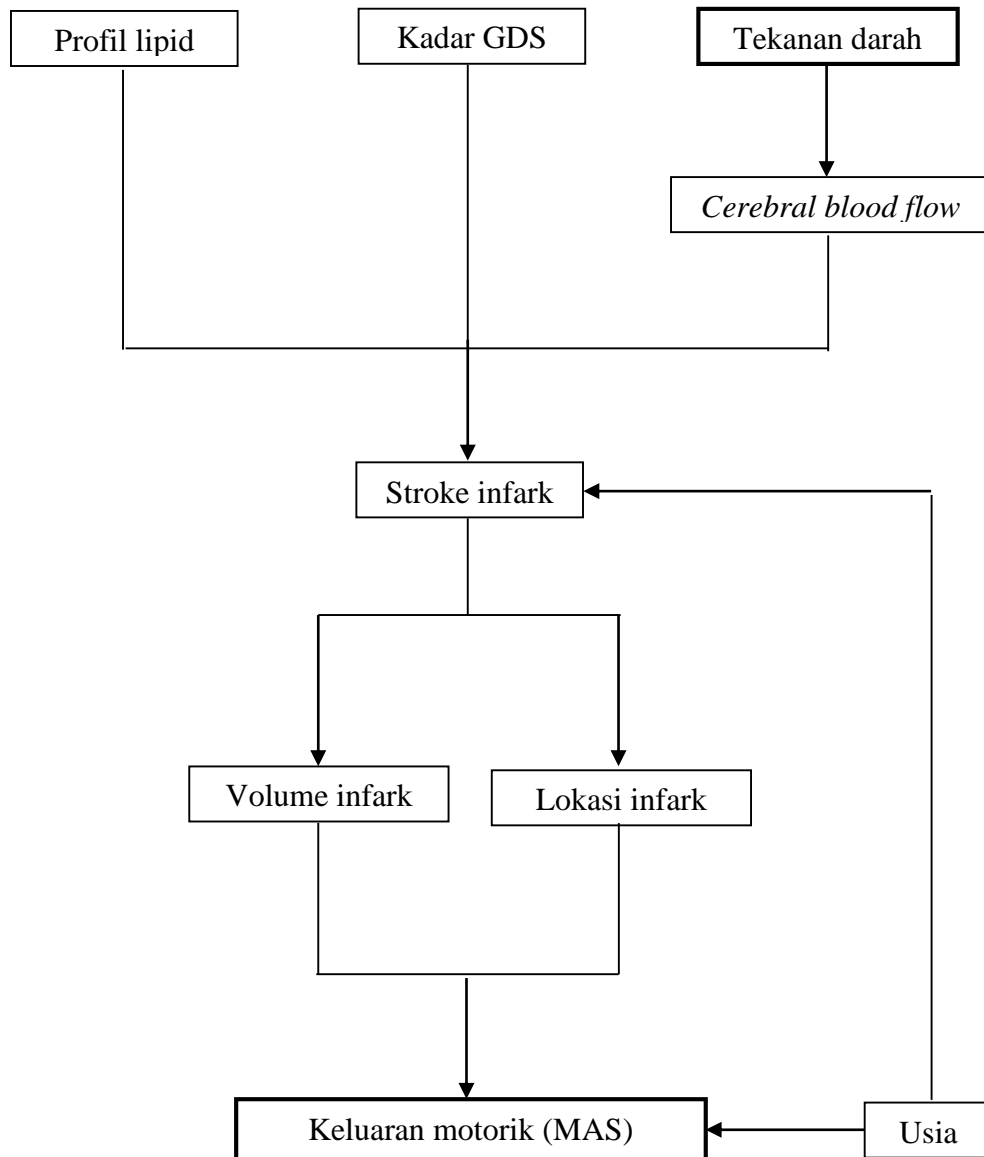 Profil lipid
Kadar GDS
Tekanan darah
Cerebral blood flow
Stroke infark
Volume infark
Lokasi infark
Keluaran motorik (MAS)
Usia